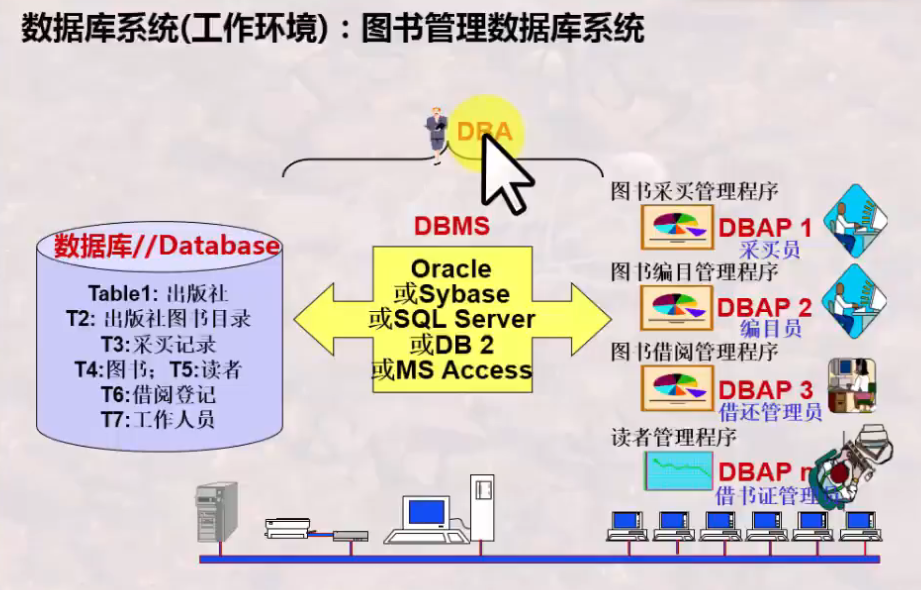 数据库系统(工作环境)：图书管理数据库系统
DBA
数据库//Database
Table1: 出版社
T2: 出版社图书目录
T3:采买记录
T4:图书；T5:读者
T6:借阅登记
T7:工作人员
DBMS
Oracle
或Sybase
或SQL Server
或DB 2
或MS Access
图书采买管理程序
DBAP 1
采买员
图书编目管理程序
DBAP 2
编目员
图书借阅管理程序
DBAP 3
借还管理员
读者管理程序
DBAP n
借书证管理员